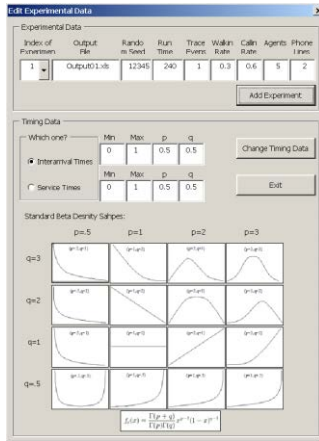 Edit Experimental Data
Experimental Data
Index of Experimen
Output File
Rando m Seed
Run Time
Trace Evens
Walkin Rate
Callin Rate
Agents
Phone Lines
1 Output01.xls 12345 240 1 0.3 0.6 5 2
Add Experiment
Timing Data
Which one? Min Max p q
Interarrival Times 0 1 0.5 0.5
Change Timing Data
Min Max p q
Service Times 0 1 0.5 0.5
Exit
Standard Beta Desnity Sahpes:
p=.5 p=1 p=2 p=3
q=3
q=2
q=1
q=.5